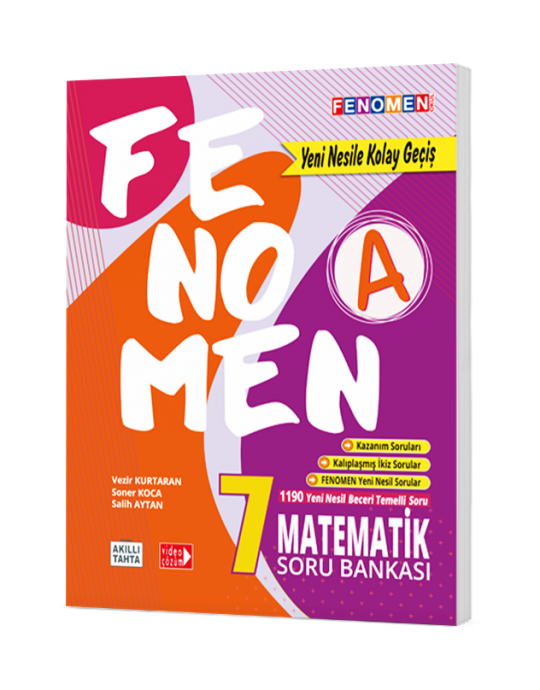 FENOMEN
Yeni Nesile Kolay Geçiş
FE
NO
MEN
A
Kazanım Soruları
Kalıplaşmış İkiz Sorular
FENOMEN Yeni Nesil Sorular
1190 Yeni Nesil Beceri Temelli Soru
Vezir KURTARAN
Soner KOCA
Salih AYTAN
7
MATEMATİK
SORU BANKASI
AKILLI
TAHTA
video
çözüm